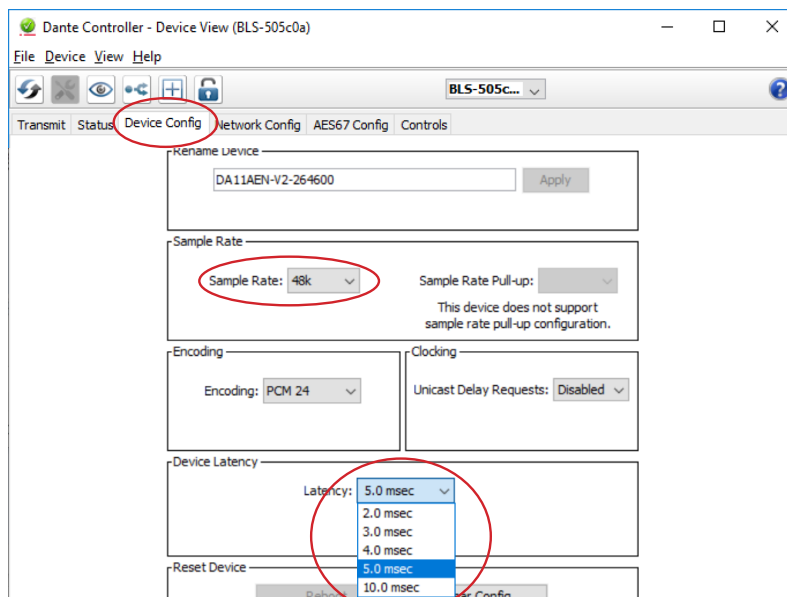 Dante Controller - Device View (BLS-505c0a)
File Device View Help
BLS-505c...
Transmit Status Device Config Network Config AES67 Config Controls
Rename Device
DA11AEN-V2-264600 Apply
Sample Rate
Sample Rate: 48k Sample Rate Pull-up:
This device does not support
sample rate pull-up configuration.
Encoding Clocking
Encoding: PCM 24 Unicast Delay Requests: Disabled
Device Latency
Latency: 5.0 msec
2.0 msec
3.0 msec
4.0 msec
5.0 msec
Reset Device
10.0 msec
Reboot Config